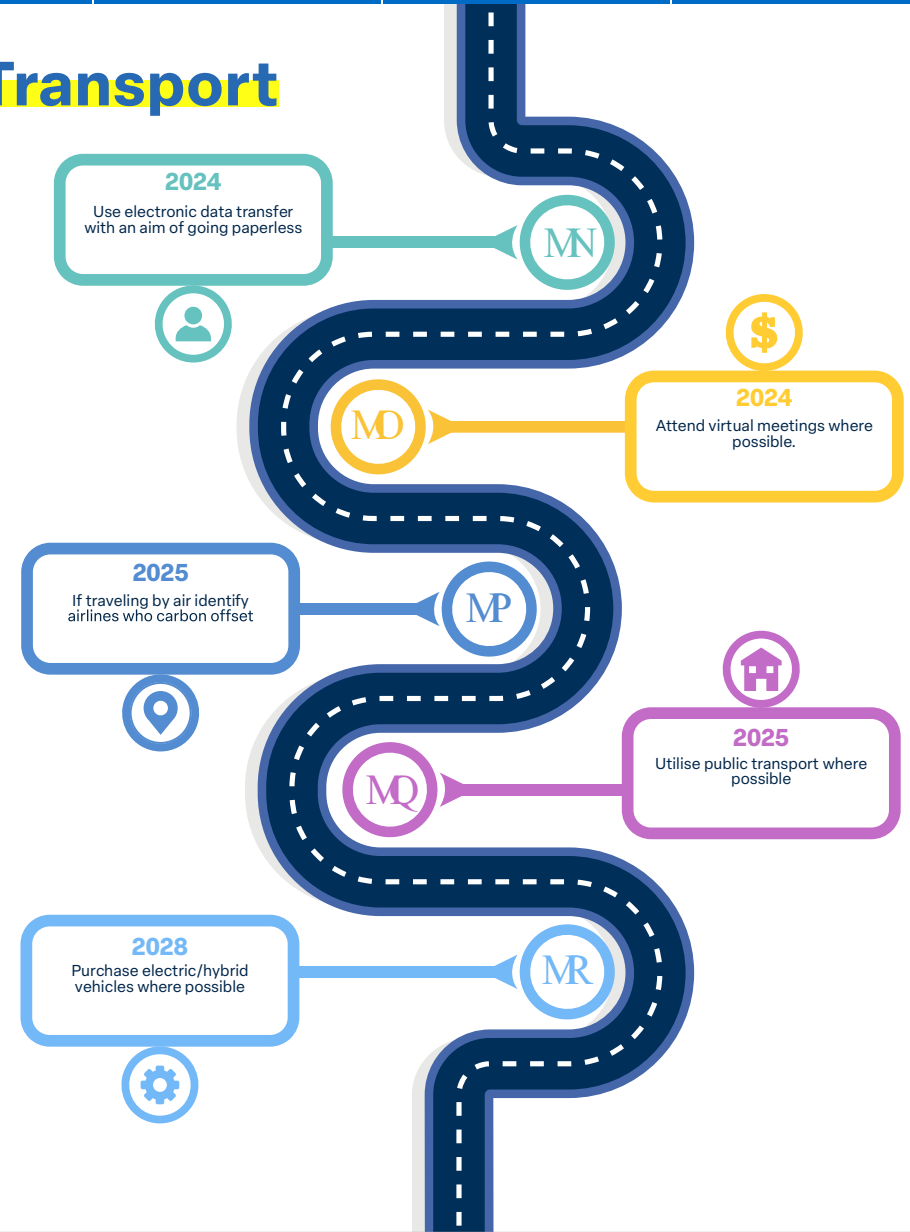 Transport
2024
Use electronic data transfer
with an aim of going paperless
MN
$
2024
Attend virtual meetings where
possible.
MD
2025
If traveling by air identify
airlines who carbon offset
MP
2025
Utilise public transport where
possible
MQ
2028
Purchase electric/hybrid
vehicles where possible
MR